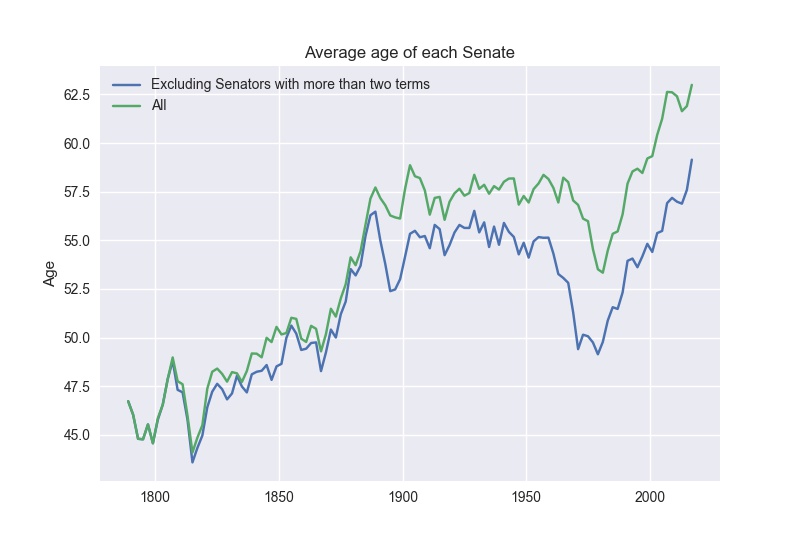 Average age of each Senate
Excluding Senators with more than two terms
All
62.5
60.0
57.5
55.0
52.5
50.0
47.5
45.0
Age
1800 1850 1900 1950 2000